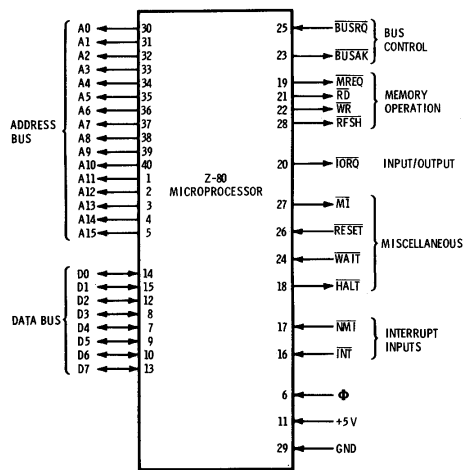 ADDRESS
BUS
A0 30
A1 31
A2 32
A3 33
A4 34
A5 35
A6 36
A7 37
A8 38
A9 39
A10 40
A11 1
A12 2
A13 3
A14 4
A15 5
DATA BUS
D0 14
D1 15
D2 12
D3 8
D4 7
D5 9
D6 10
D7 13
Z-80
MICROPROCESSOR
25 BUSRQ
23 BUSAK
BUS
CONTROL
19 MREQ
21 RD
22 WR
28 RFSH
MEMORY
OPERATION
20 IORQ INPUT/OUTPUT
27 MI
26 RESET
24 WAIT
18 HALT
MISCELLANEOUS
17 NMI
16 INT
INTERRUPT
INPUTS
6 Φ
11 +5V
29 GND